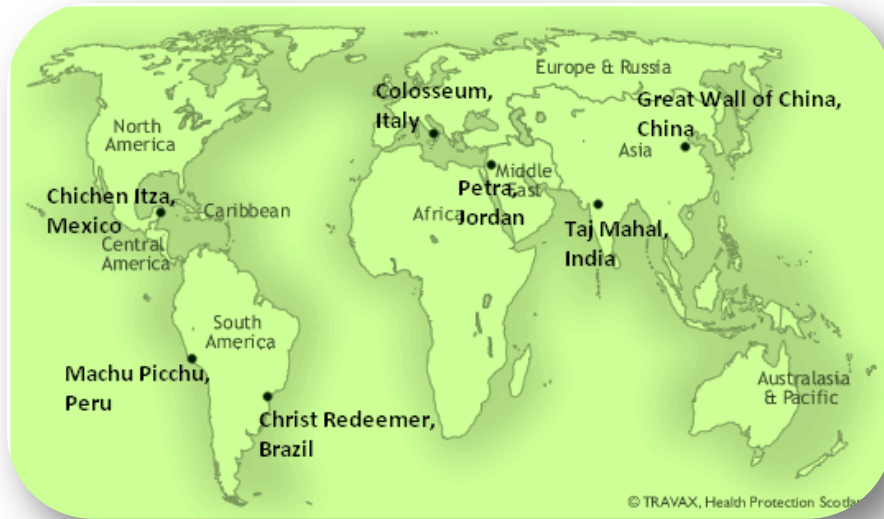 Europe & Russia
Colosseum,
Italy
Great Wall of China,
China
North
America
Asia
Middle
East
Petra,
Jordan
Chichen Itza,
Mexico
Caribbean
Africa
Taj Mahal,
India
Central
America
South
America
Machu Picchu,
Peru
Christ Redeemer,
Brazil
Australasia
& Pacific
© TRAVAX, Health Protection Scotla